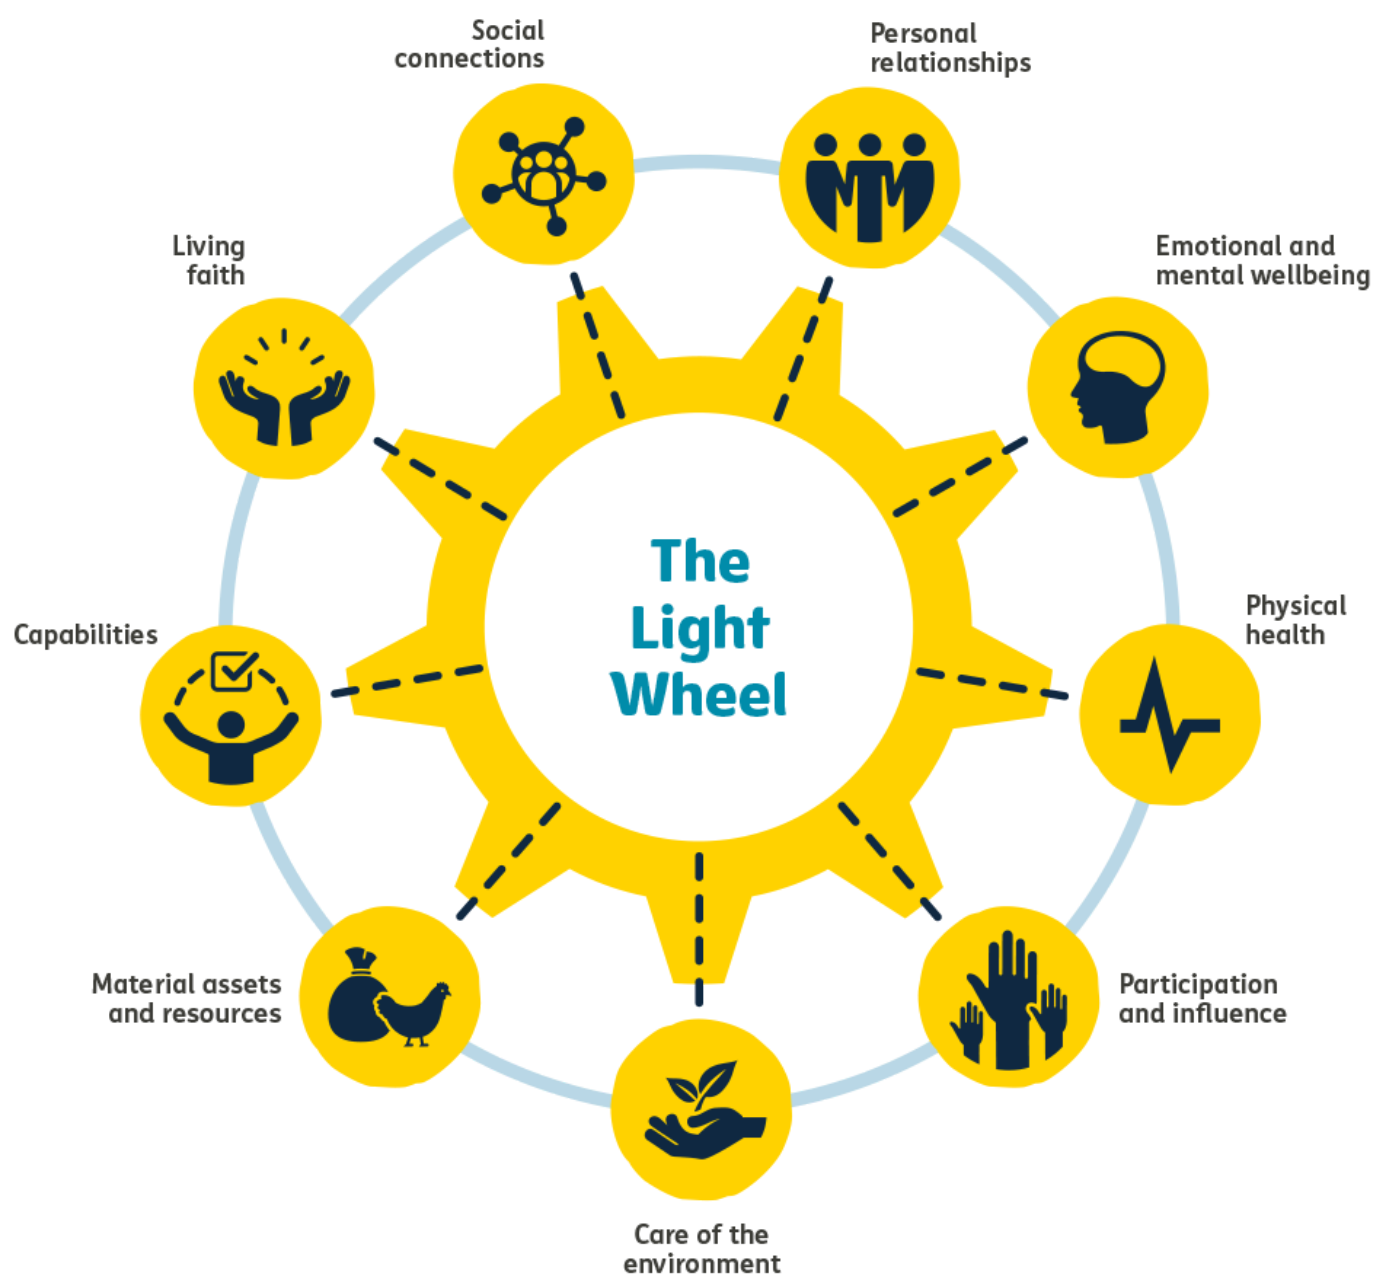 Social
connections
Personal
relationships
Living
faith
Emotional and
mental wellbeing
The
Light
Wheel
Capabilities
Physical
health
Material assets
and resources
Participation
and influence
Care of the
environment